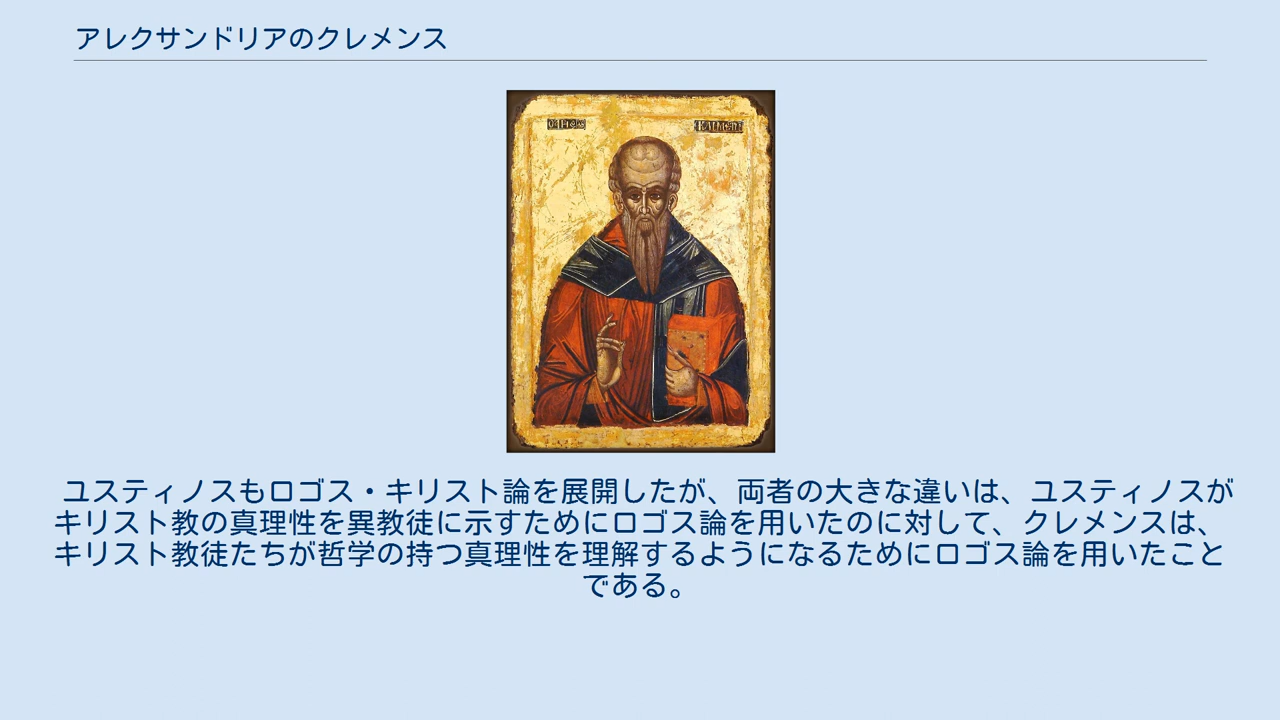 アレクサンドリアのクレメンス
ユスティノスもロゴス・キリスト論を展開したが、両者の大きな違いは、ユスティノスが
キリスト教の真理性を異教徒に示すためにロゴス論を用いたのに対して、クレメンスは、
キリスト教徒たちが哲学の持つ真理性を理解するようになるためにロゴス論を用いたこと
である。